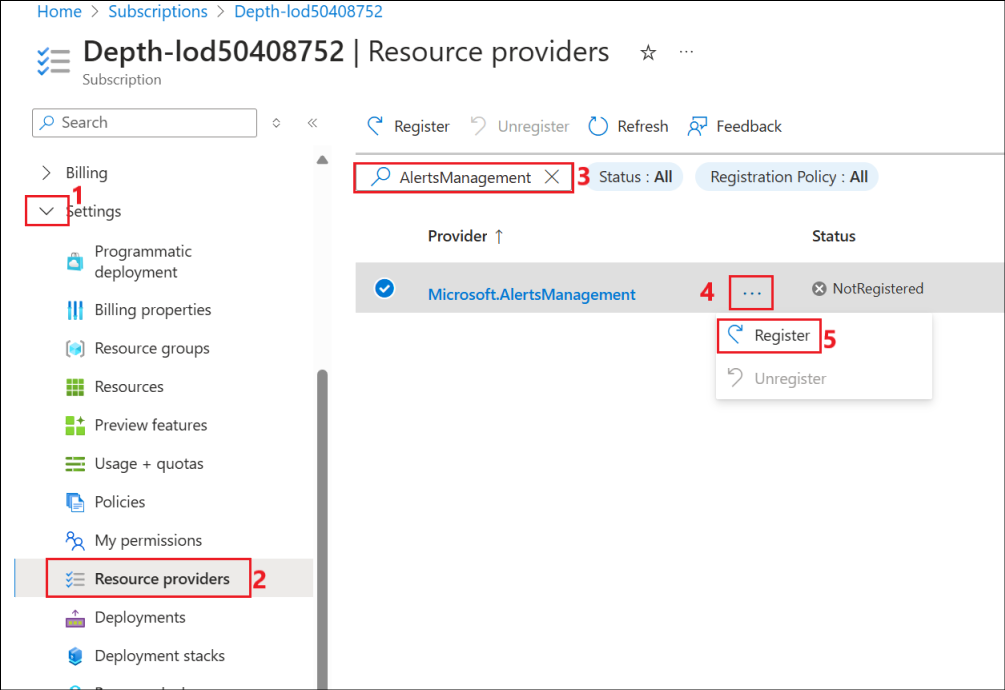 Home > Subscriptions > Depth-lod50408752
Depth-lod50408752 | Resource providers
Subscription
Search
Register Unregister Refresh Feedback
Billing
1
Settings
AlertsManagement 3 Status : All Registration Policy : All
Provider ↑ Status
Microsoft.AlertsManagement 4 ... NotRegistered
Register 5
Unregister
Programmatic
deployment
Billing properties
Resource groups
Resources
Preview features
Usage + quotas
Policies
My permissions
Resource providers 2
Deployments
Deployment stacks